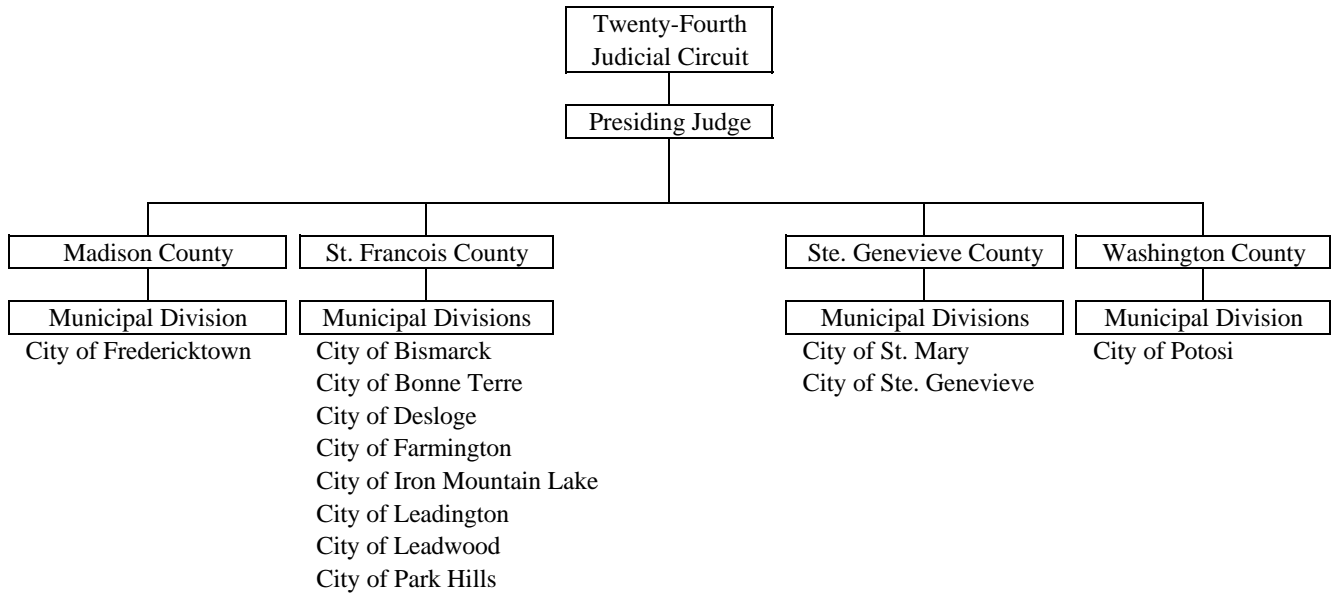 Twenty-Fourth
Judicial Circuit
Presiding Judge
Madison County
St. Francois County
Ste. Genevieve County
Washington County
Municipal Division
Municipal Divisions
Municipal Divisions
Municipal Division
City of Fredericktown
City of Bismarck
City of Bonne Terre
City of Desloge
City of Farmington
City of Iron Mountain Lake
City of Leadington
City of Leadwood
City of Park Hills
City of St. Mary
City of Ste. Genevieve
City of Potosi